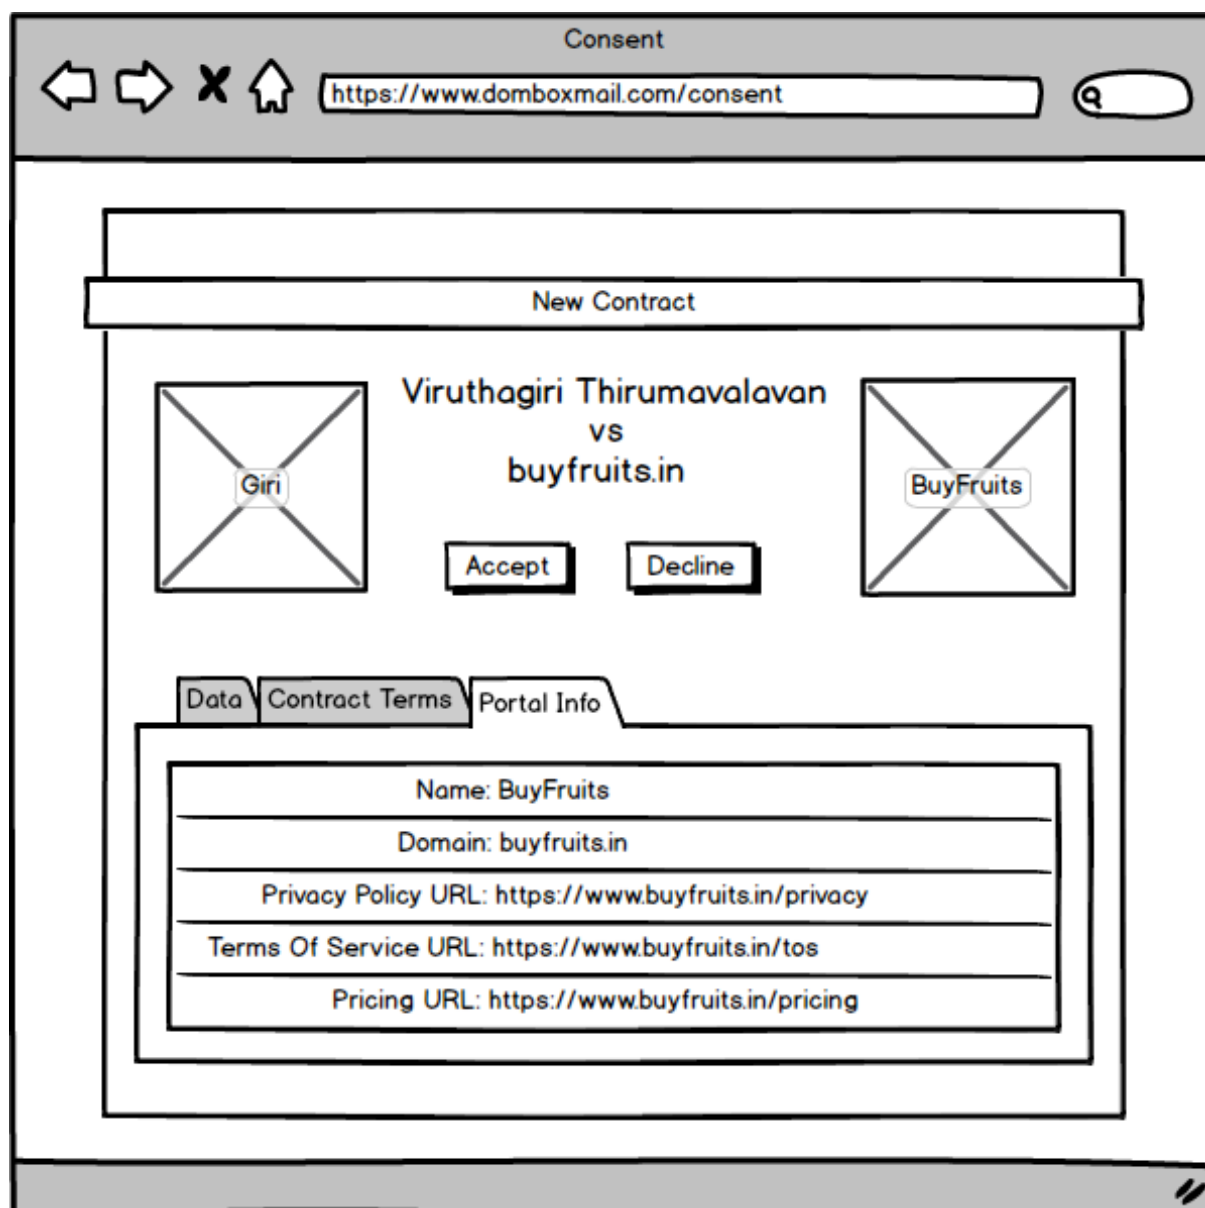 Consent
https://www.domboxmail.com/consent
New Contract
Viruthagiri Thirumavalavan
vs
buyfruits.in
Giri
BuyFruits
Accept
Decline
Data
Contract Terms
Portal Info
Name: BuyFruits
Domain: buyfruits.in
Privacy Policy URL: https://www.buyfruits.in/privacy
Terms Of Service URL: https://www.buyfruits.in/tos
Pricing URL: https://www.buyfruits.in/pricing